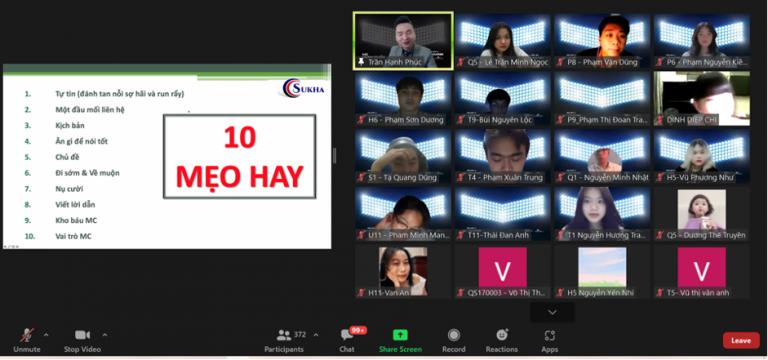 SUKHA
1. Tự tin (đánh tan nỗi sợ hãi và run rẩy)
2. Một đầu mối liên hệ
3. Kịch bản
4. Ăn gì để nói tốt
5. Chủ đề
6. Đi sớm & Về muộn
7. Nụ cười
8. Viết lời dẫn
9. Kho báu MC
10. Vai trò MC
10
MẸO HAY
Trần Hạnh Phúc
Q5 - Lê Trần Minh Ngọc
P8 - Phạm Văn Dũng
P6 - Phạm Nguyễn Kiề...
H6 - Phạm Sơn Dương
T9-Bùi Nguyên Lộc
P9_Phạm Thị Đoan Tra...
ĐINH DIỆP CHI
S1 - Tạ Quang Dũng
T4 - Phạm Xuân Trung
Q1 - Nguyễn Minh Nhật
H5-Vũ Phương Như
U11 - Phạm Minh Man...
T11-Thái Đan Anh
T1 Nguyễn Hương Tra...
Q5 - Dương Thế Truyền
H11-Van An
V
QS170003 - Võ Thị Th...
H5 Nguyễn Yến Nhi
V
T5- Vũ thị vân anh
Unmute
Stop Video
372
Participants
99+
Chat
Share Screen
Record
Reactions
Apps
Leave